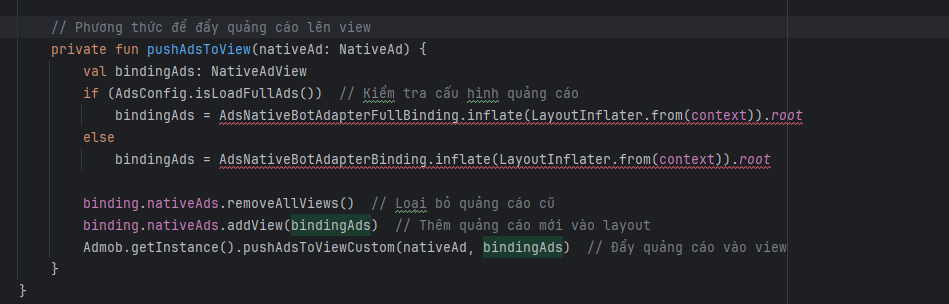 // Phương thức để đẩy quảng cáo lên view
private fun pushAdsToView(nativeAd: NativeAd) {
val bindingAds: NativeAdView
if (AdsConfig.isLoadFullAds())  // Kiểm tra cấu hình quảng cáo
bindingAds = AdsNativeBotAdapterFullBinding.inflate(LayoutInflater.from(context)).root
else
bindingAds = AdsNativeBotAdapterBinding.inflate(LayoutInflater.from(context)).root
binding.nativeAds.removeAllViews()  // Loại bỏ quảng cáo cũ
binding.nativeAds.addView(bindingAds)  // Thêm quảng cáo mới vào layout
Admob.getInstance().pushAdsToViewCustom(nativeAd, bindingAds)  // Đẩy quảng cáo vào view
}
}